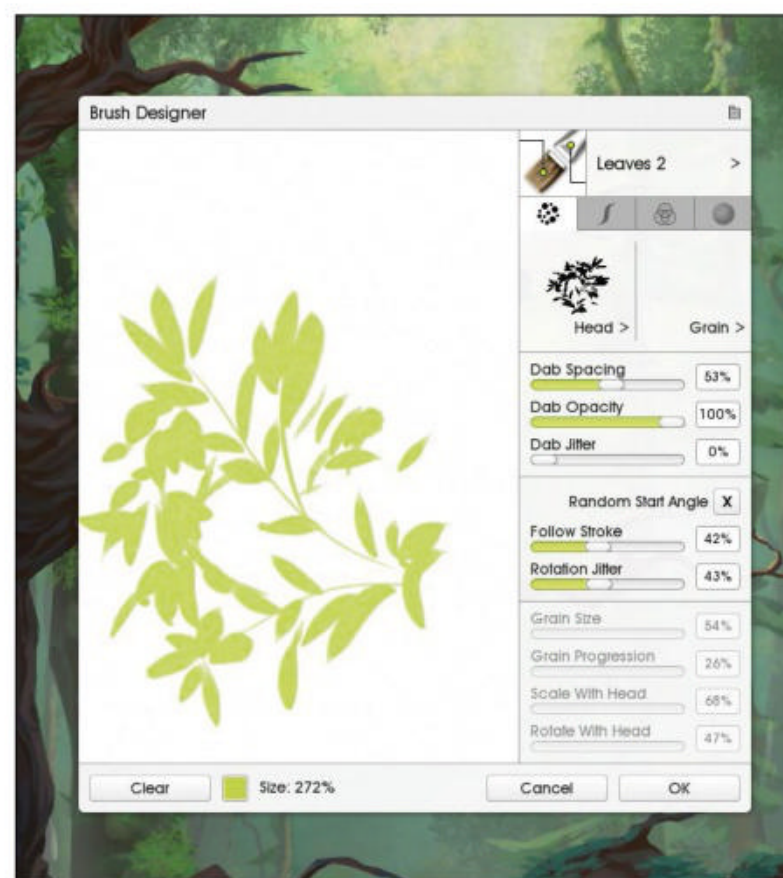 Brush Designer
Leaves 2 >
Head >
Grain >
Dab Spacing
53%
Dab Opacity
100%
Dab Jitter
0%
Random Start Angle X
Follow Stroke
42%
Rotation Jitter
43%
Grain Size
54%
Grain Progression
26%
Scale With Head
68%
Rotate With Head
47%
Clear
Size: 272%
Cancel
OK